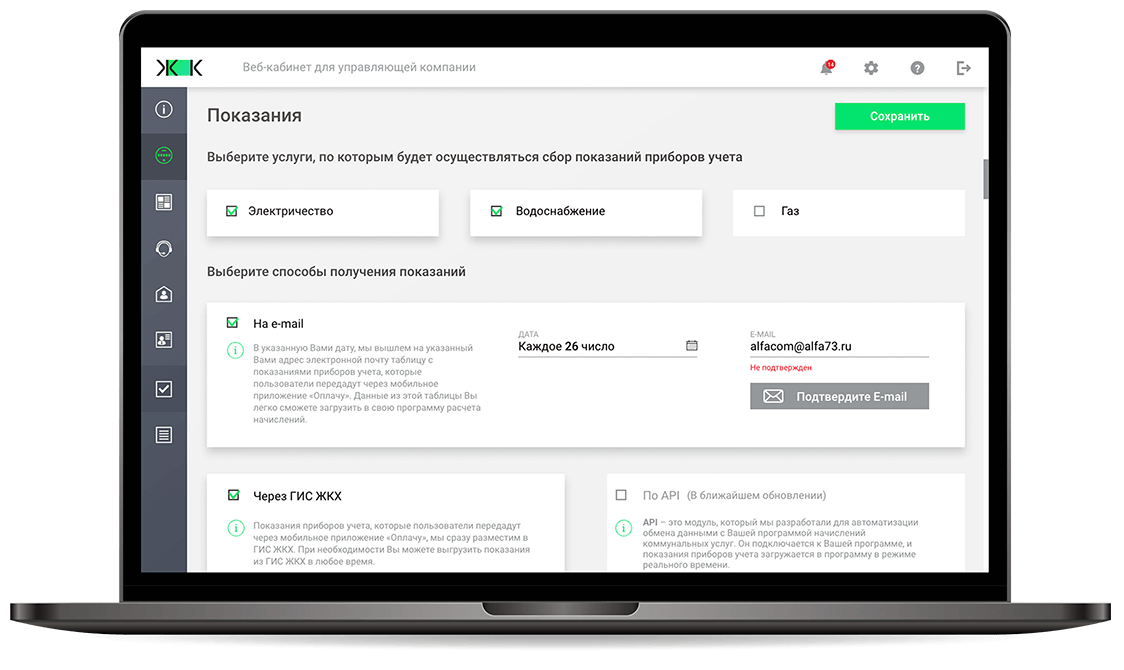 ЖКК
Веб-кабинет для управляющей компании
14
Показания
Сохранить
Выберите услуги, по которым будет осуществляться сбор показаний приборов учета
Электричество
Водоснабжение
Газ
Выберите способы получения показаний
На e-mail
В указанную Вами дату, мы вышлем на указанный
Вами адрес электронной почту таблицу с
показаниями приборов учета, которые
пользователи передадут через мобильное
приложение «Оплачу». Данные из этой таблицы Вы
легко сможете загрузить в свою программу расчета
начислений.
ДАТА
Каждое 26 число
E-MAIL
alfacom@alfa73.ru
Не подтвержден
Подтвердите E-mail
Через ГИС ЖКХ
Показания приборов учета, которые пользователи передадут
через мобильное приложение «Оплачу», мы сразу разместим в
ГИС ЖКХ. При необходимости Вы можете выгрузить показания
из ГИС ЖКХ в любое время.
По API (В ближайшем обновлении)
API – это модуль, который мы разработали для автоматизации
обмена данными с Вашей программой начислений
коммунальных услуг. Он подключается к Вашей программе, и
показания приборов учета загружается в программу в режиме
реального времени.